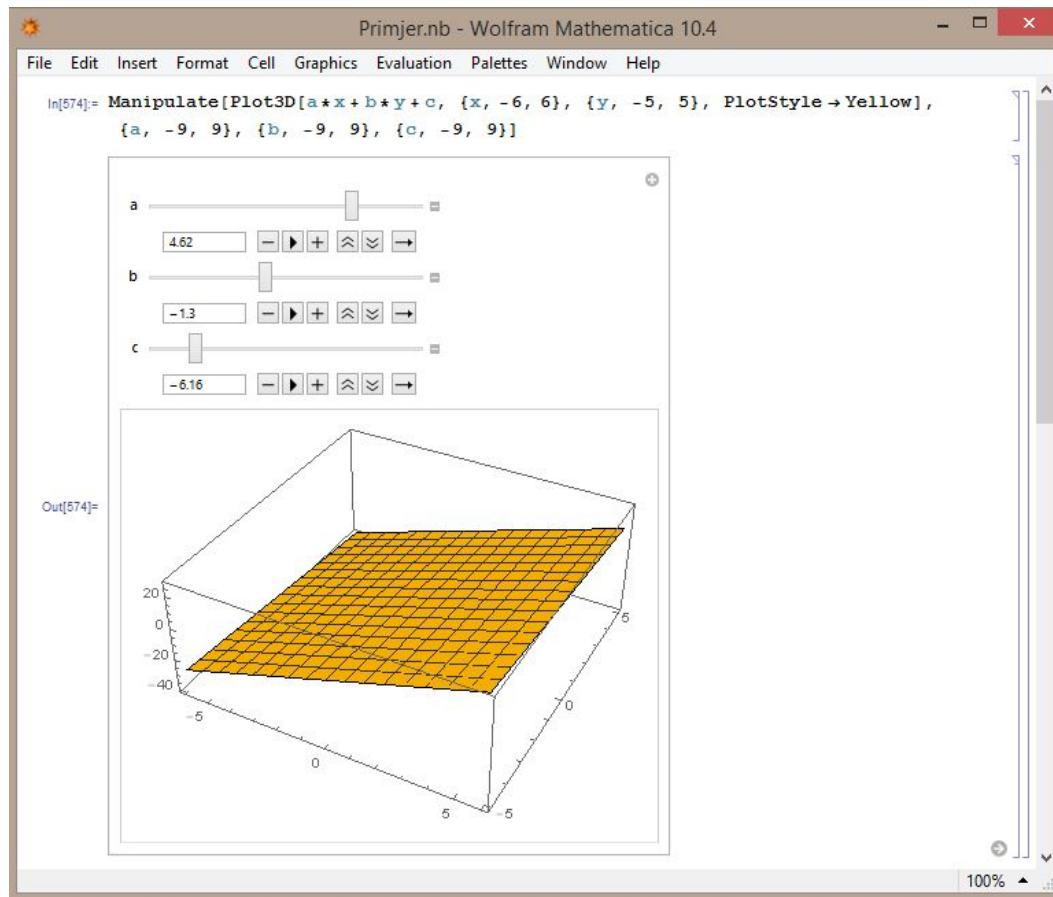 Primjer.nb - Wolfram Mathematica 10.4
File Edit Insert Format Cell Graphics Evaluation Palettes Window Help
In[574]:= Manipulate[Plot3D[a*x+b*y+c, {x, -6, 6}, {y, -5, 5}, PlotStyle→Yellow],
{a, -9, 9}, {b, -9, 9}, {c, -9, 9}]
a
4.62
b
-1.3
c
-6.16
Out[574]=
20
0
-20
-40
-5
0
5
-5
0
5
100%